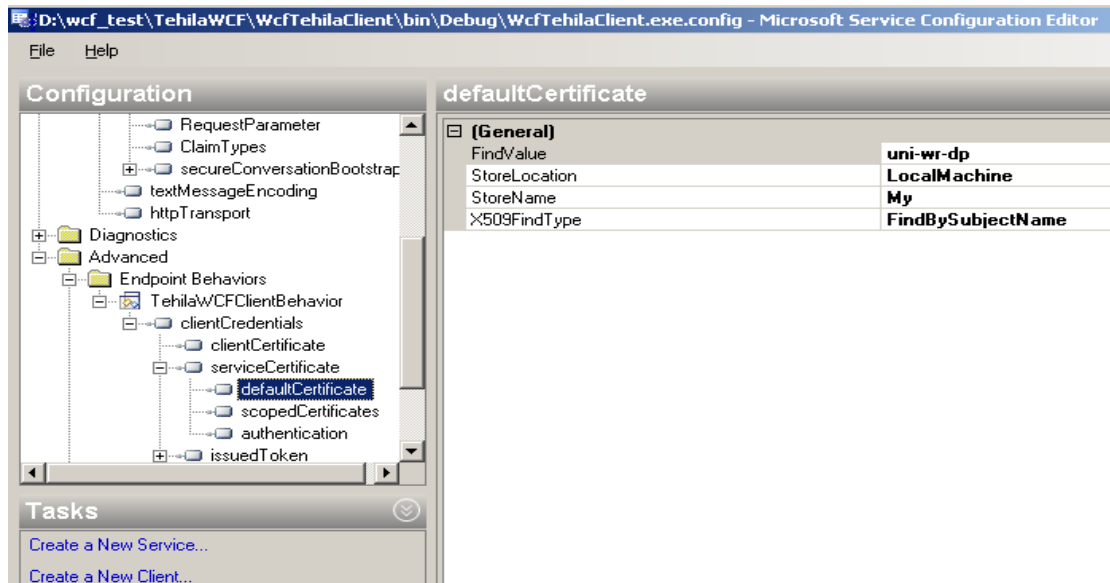 D:\wcf_test\TehilaWCF\WcfTehilaClient\bin\Debug\WcfTehilaClient.exe.config - Microsoft Service Configuration Editor
File Help
Configuration
RequestParameter
ClaimTypes
secureConversationBootstrap
textMessageEncoding
httpTransport
Diagnostics
Advanced
Endpoint Behaviors
TehilaWCFClientBehavior
clientCredentials
clientCertificate
serviceCertificate
defaultCertificate
scopedCertificates
authentication
issuedToken
Tasks
Create a New Service...
Create a New Client...
defaultCertificate
(General)
FindValue uni-wr-dp
StoreLocation LocalMachine
StoreName My
X509FindType FindBySubjectName